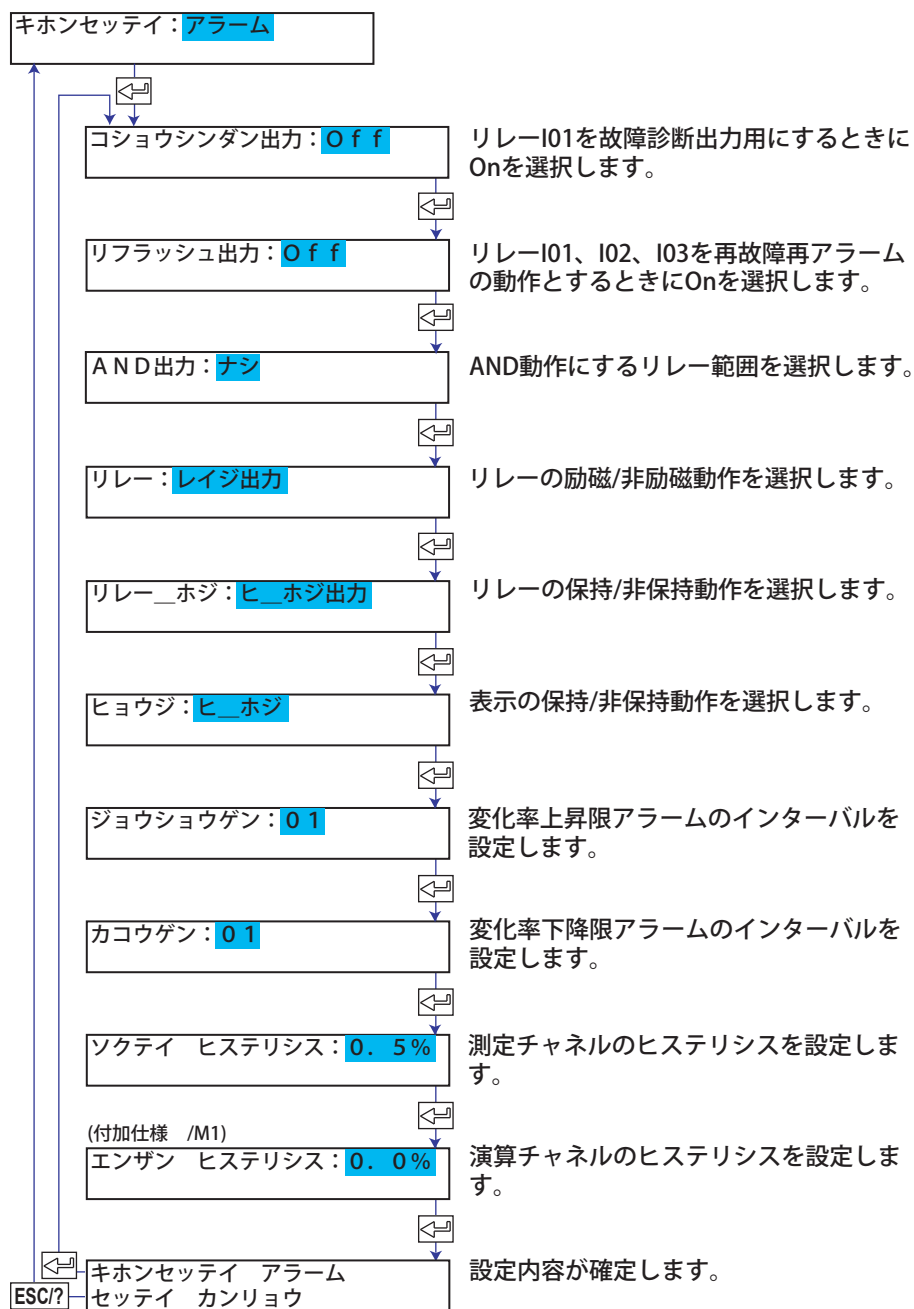 キホンセッテイ：アラーム
コショウシンダン出力：Ｏｆｆ
リレーI01を故障診断出力用にするときに
Onを選択します。
リフラッシュ出力：Ｏｆｆ
リレーI01、I02、I03を再故障再アラーム
の動作とするときにOnを選択します。
ＡＮＤ出力：ナシ
AND動作にするリレー範囲を選択します。
リレー：レイジ出力
リレーの励磁/非励磁動作を選択します。
リレー＿ホジ：ヒ＿ホジ出力
リレーの保持/非保持動作を選択します。
ヒョウジ：ヒ＿ホジ
表示の保持/非保持動作を選択します。
ジョウショウゲン：０１
変化率上昇限アラームのインターバルを
設定します。
カコウゲン：０１
変化率下降限アラームのインターバルを
設定します。
ソクテイ　ヒステリシス：０．５％
測定チャネルのヒステリシスを設定しま
す。
(付加仕様　/M1)
エンザン　ヒステリシス：０．０％
演算チャネルのヒステリシスを設定しま
す。
キホンセッテイ　アラーム
設定内容が確定します。
ESC/?
セッテイ　カンリョウ